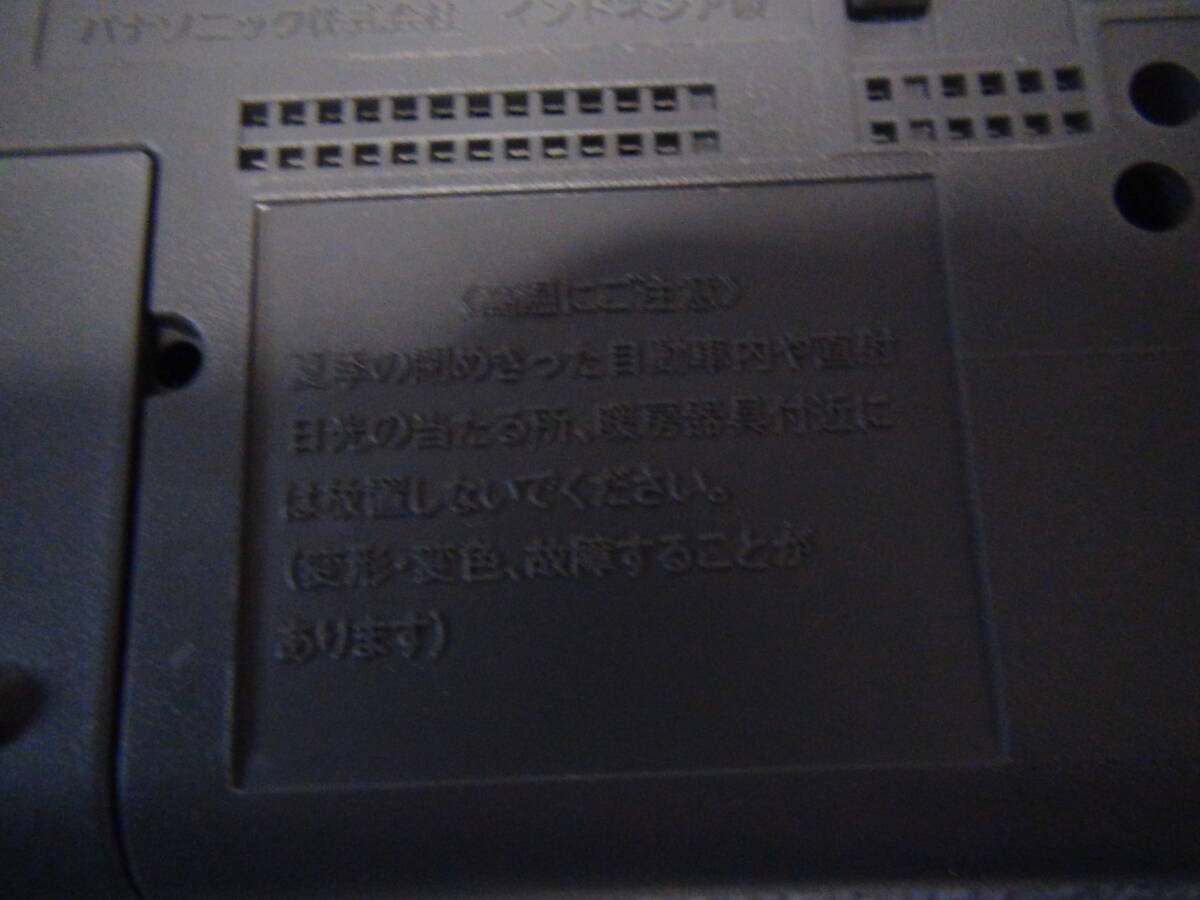 パナソニック株式会社 インドネシア製
〈高温にご注意〉
夏季の閉めきった自動車内や直射
日光の当たる所、暖房器具付近に
は放置しないでください。
(変形・変色、故障することが
あります)